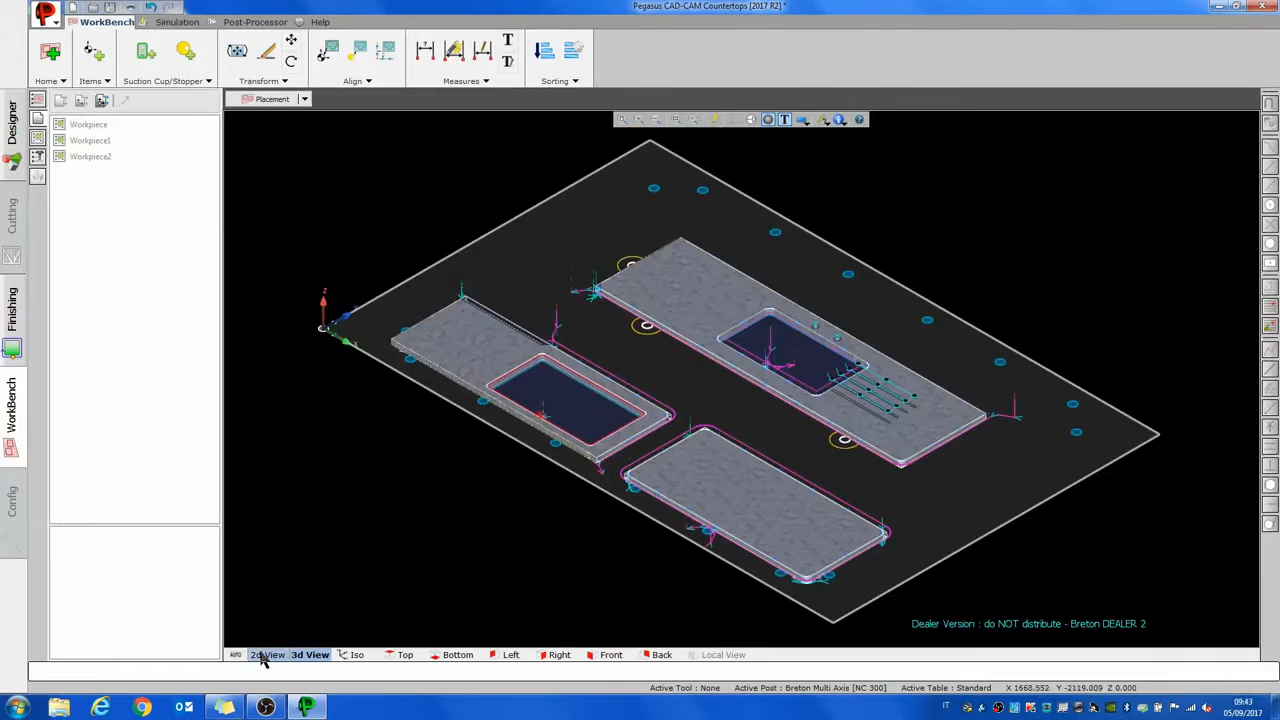 Pegasus CAD-CAM Countertops [2017 R2] *
WorkBench Simulation Post-Processor Help
Home Items Suction Cup/Stopper Transform Align Measures Sorting
Placement
Workpiece
Workpiece1
Workpiece2
Designer
Cutting
Finishing
WorkBench
Config
Dealer Version : do NOT distribute - Breton DEALER 2
AUTO 2d View 3d View Iso Top Bottom Left Right Front Back Local View
Active Tool : None Active Post : Breton Multi Axis [NC 300] Active Table : Standard X 1668.552 Y -2119.009 Z 0.000
IT 09:43
05/09/2017